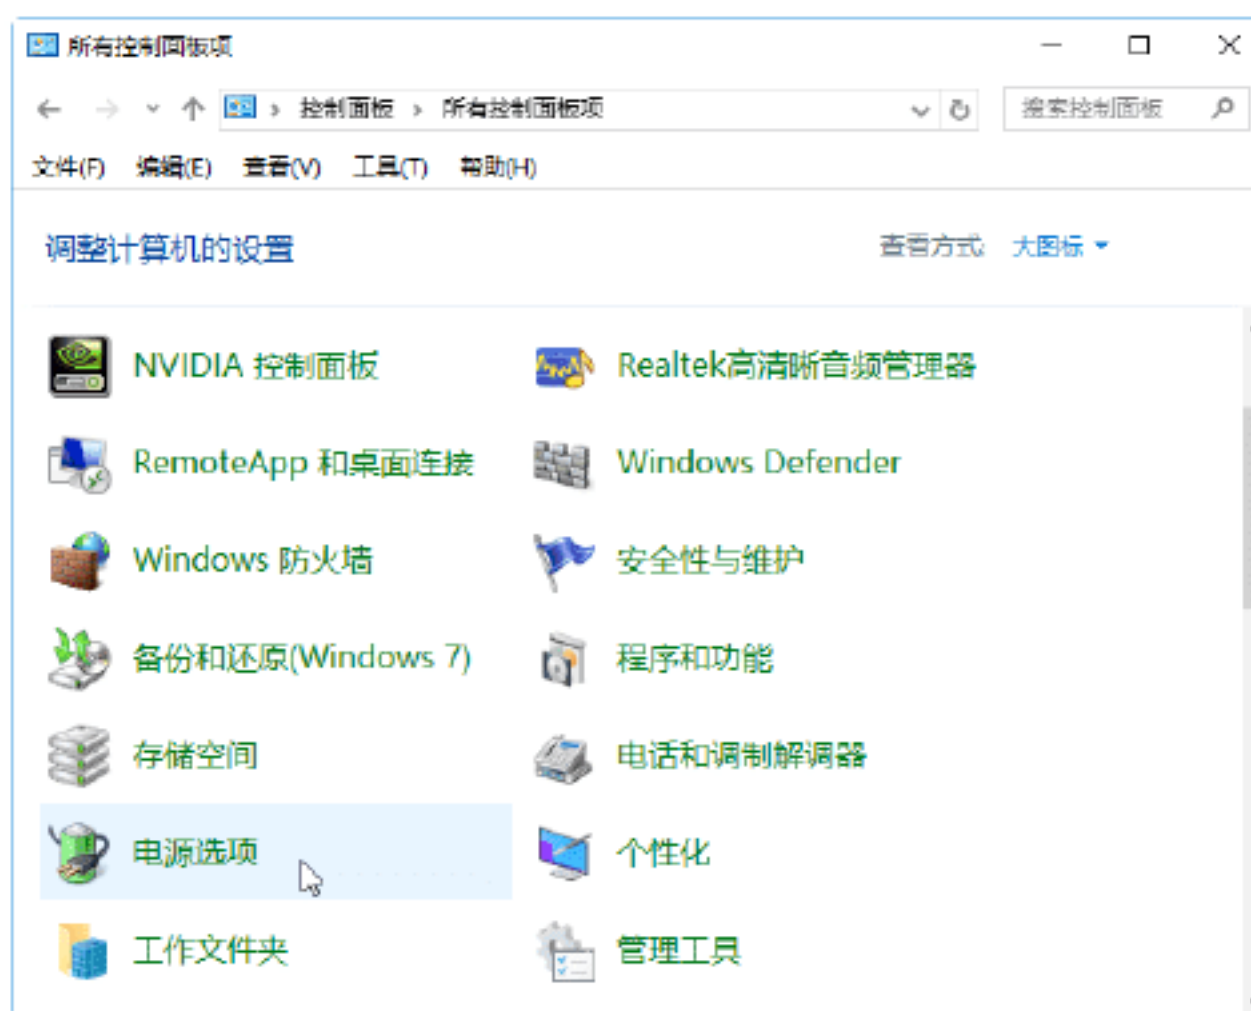 所有控制面板项
控制面板 › 所有控制面板项 搜索控制面板
文件(F) 编辑(E) 查看(V) 工具(T) 帮助(H)
调整计算机的设置 查看方式: 大图标
NVIDIA 控制面板 Realtek高清晰音频管理器
RemoteApp 和桌面连接 Windows Defender
Windows 防火墙 安全性与维护
备份和还原(Windows 7) 程序和功能
存储空间 电话和调制解调器
电源选项 个性化
工作文件夹 管理工具